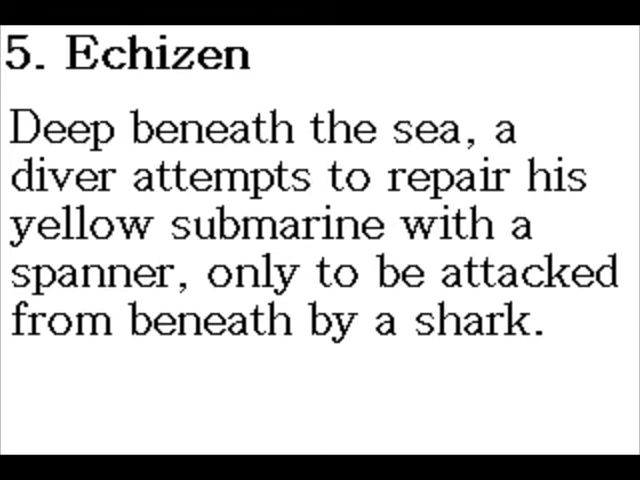 5. Echizen
Deep beneath the sea, a
diver attempts to repair his
yellow submarine with a
spanner, only to be attacked
from beneath by a shark.